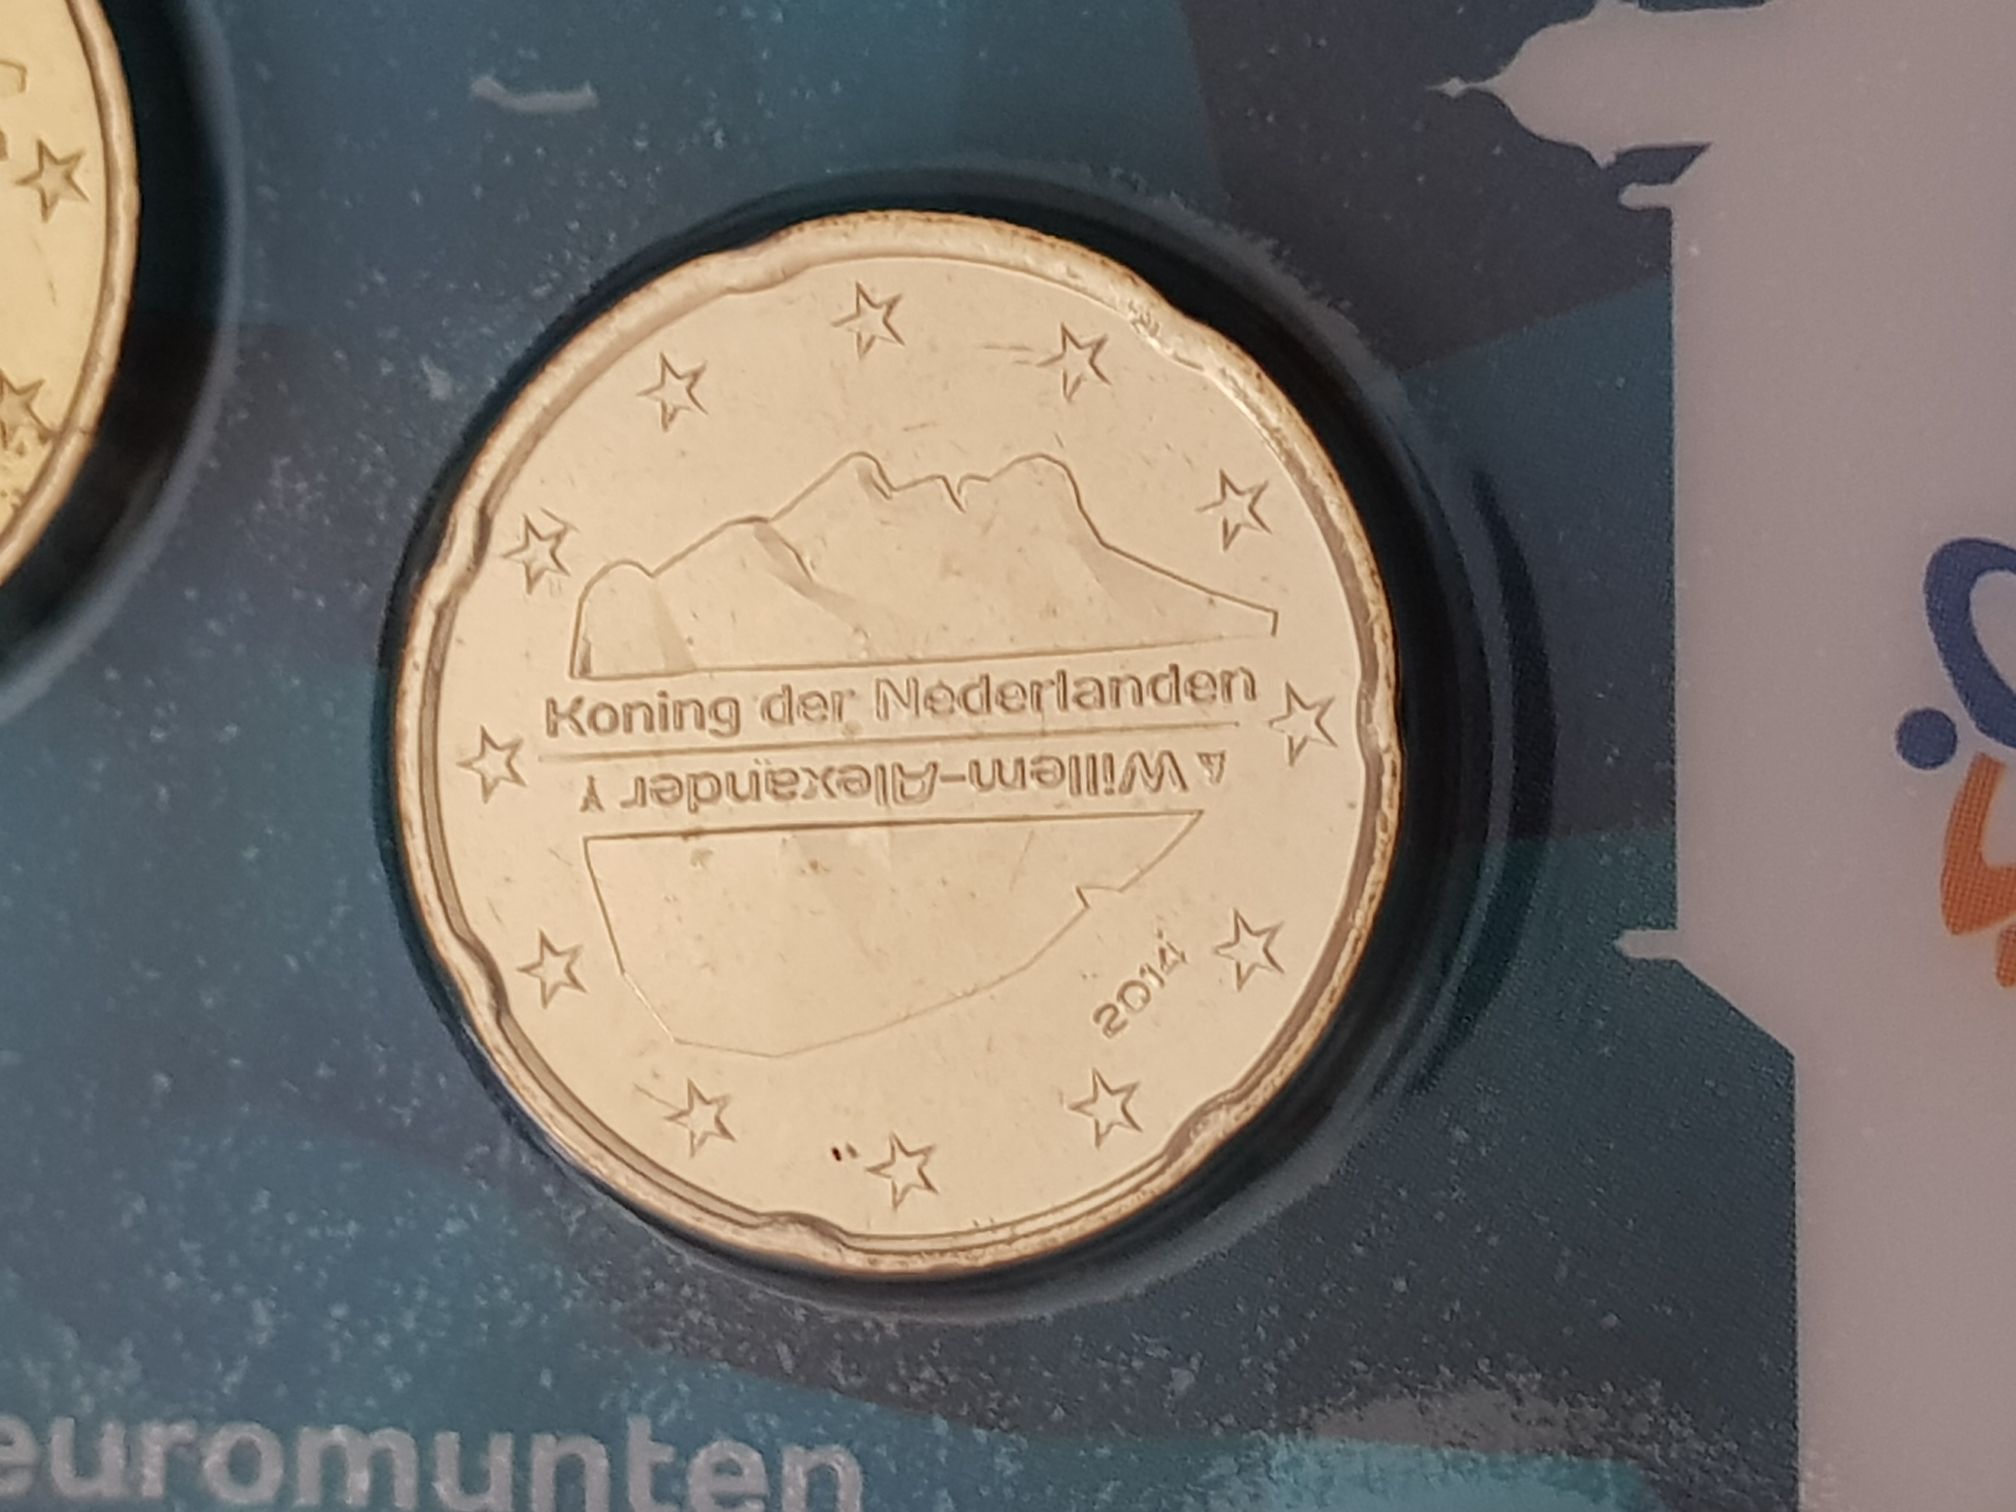 Koning der Nederlanden
Willem-Alexander
2014
euromunten